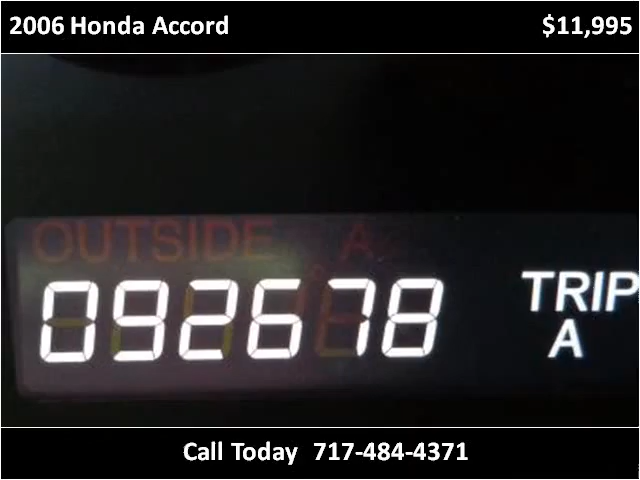 2006 Honda Accord $11,995
OUTSIDE A
092678 TRIP
A
Call Today 717-484-4371